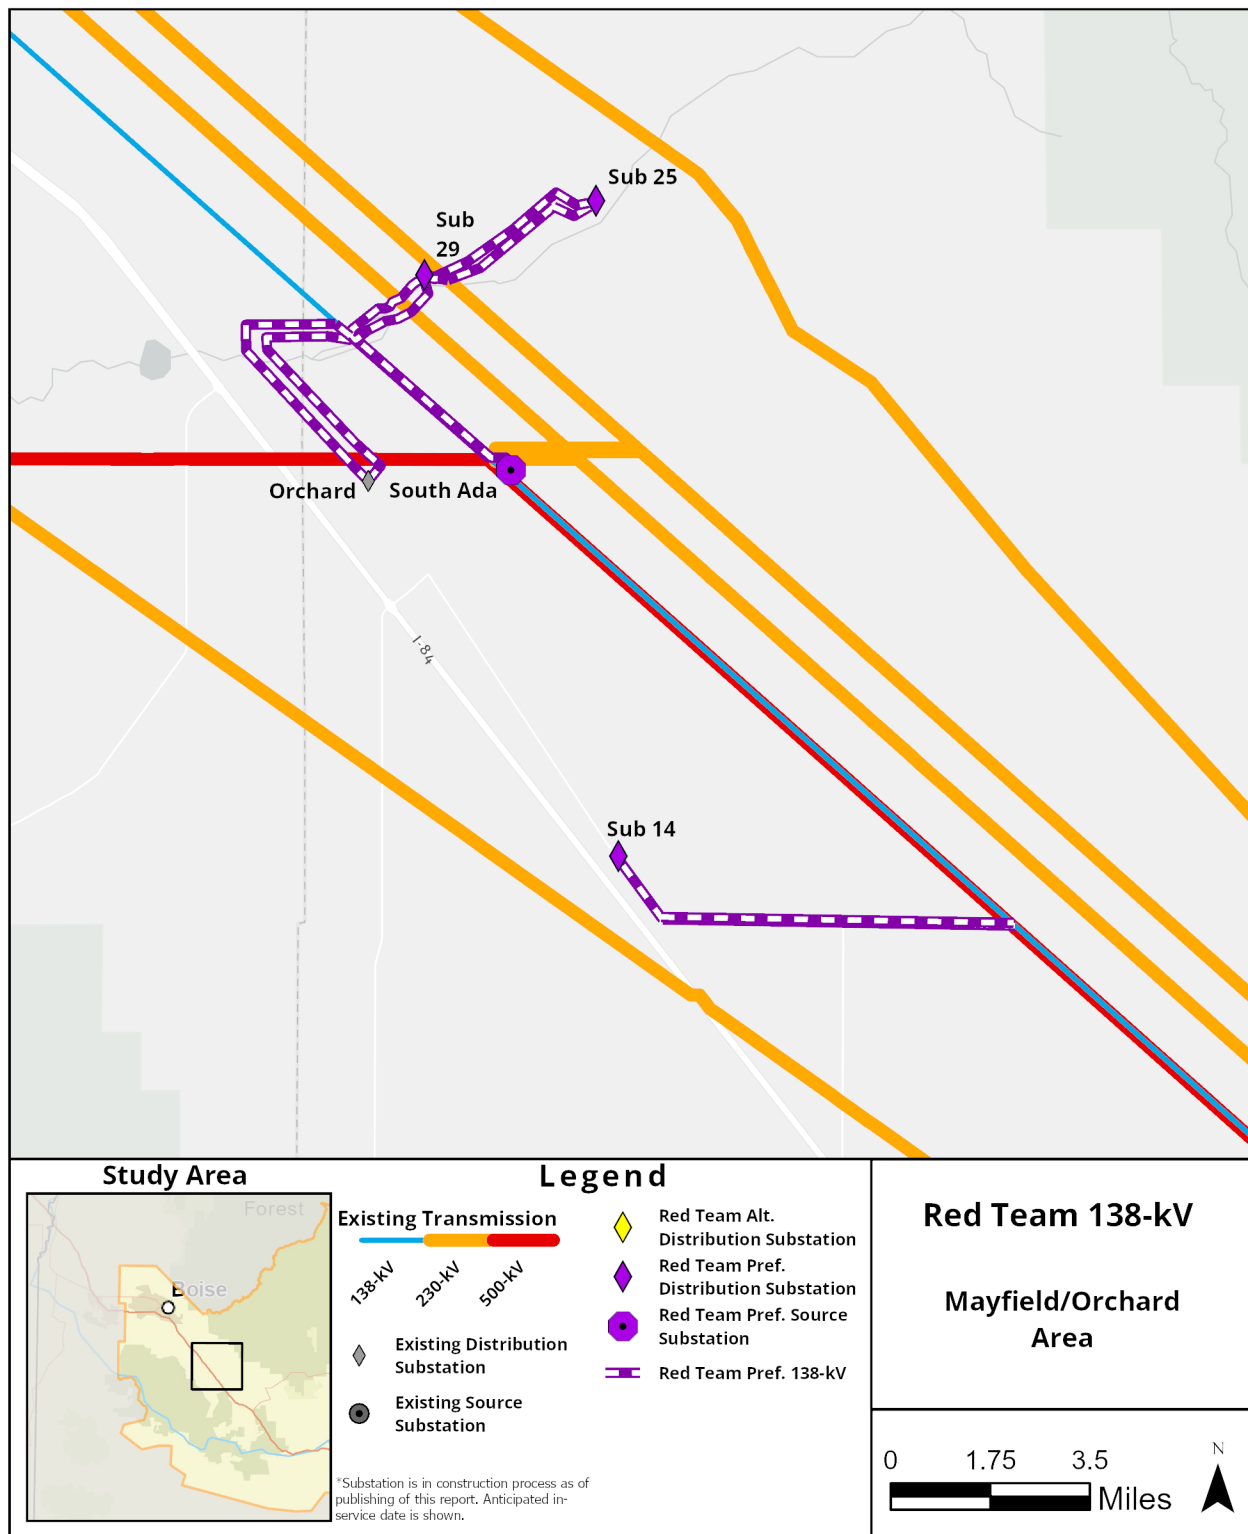 Sub 25
Sub
29
Orchard
South Ada
I-84
Sub 14
Study Area
Forest
Boise
Legend
Existing Transmission
138-kV
230-kV
500-kV
Existing Distribution
Substation
Existing Source
Substation
*Substation is in construction process as of
publishing of this report. Anticipated in-
service date is shown.
Red Team Alt.
Distribution Substation
Red Team Pref.
Distribution Substation
Red Team Pref. Source
Substation
Red Team Pref. 138-kV
Red Team 138-kV
Mayfield/Orchard
Area
0 1.75 3.5
Miles
N